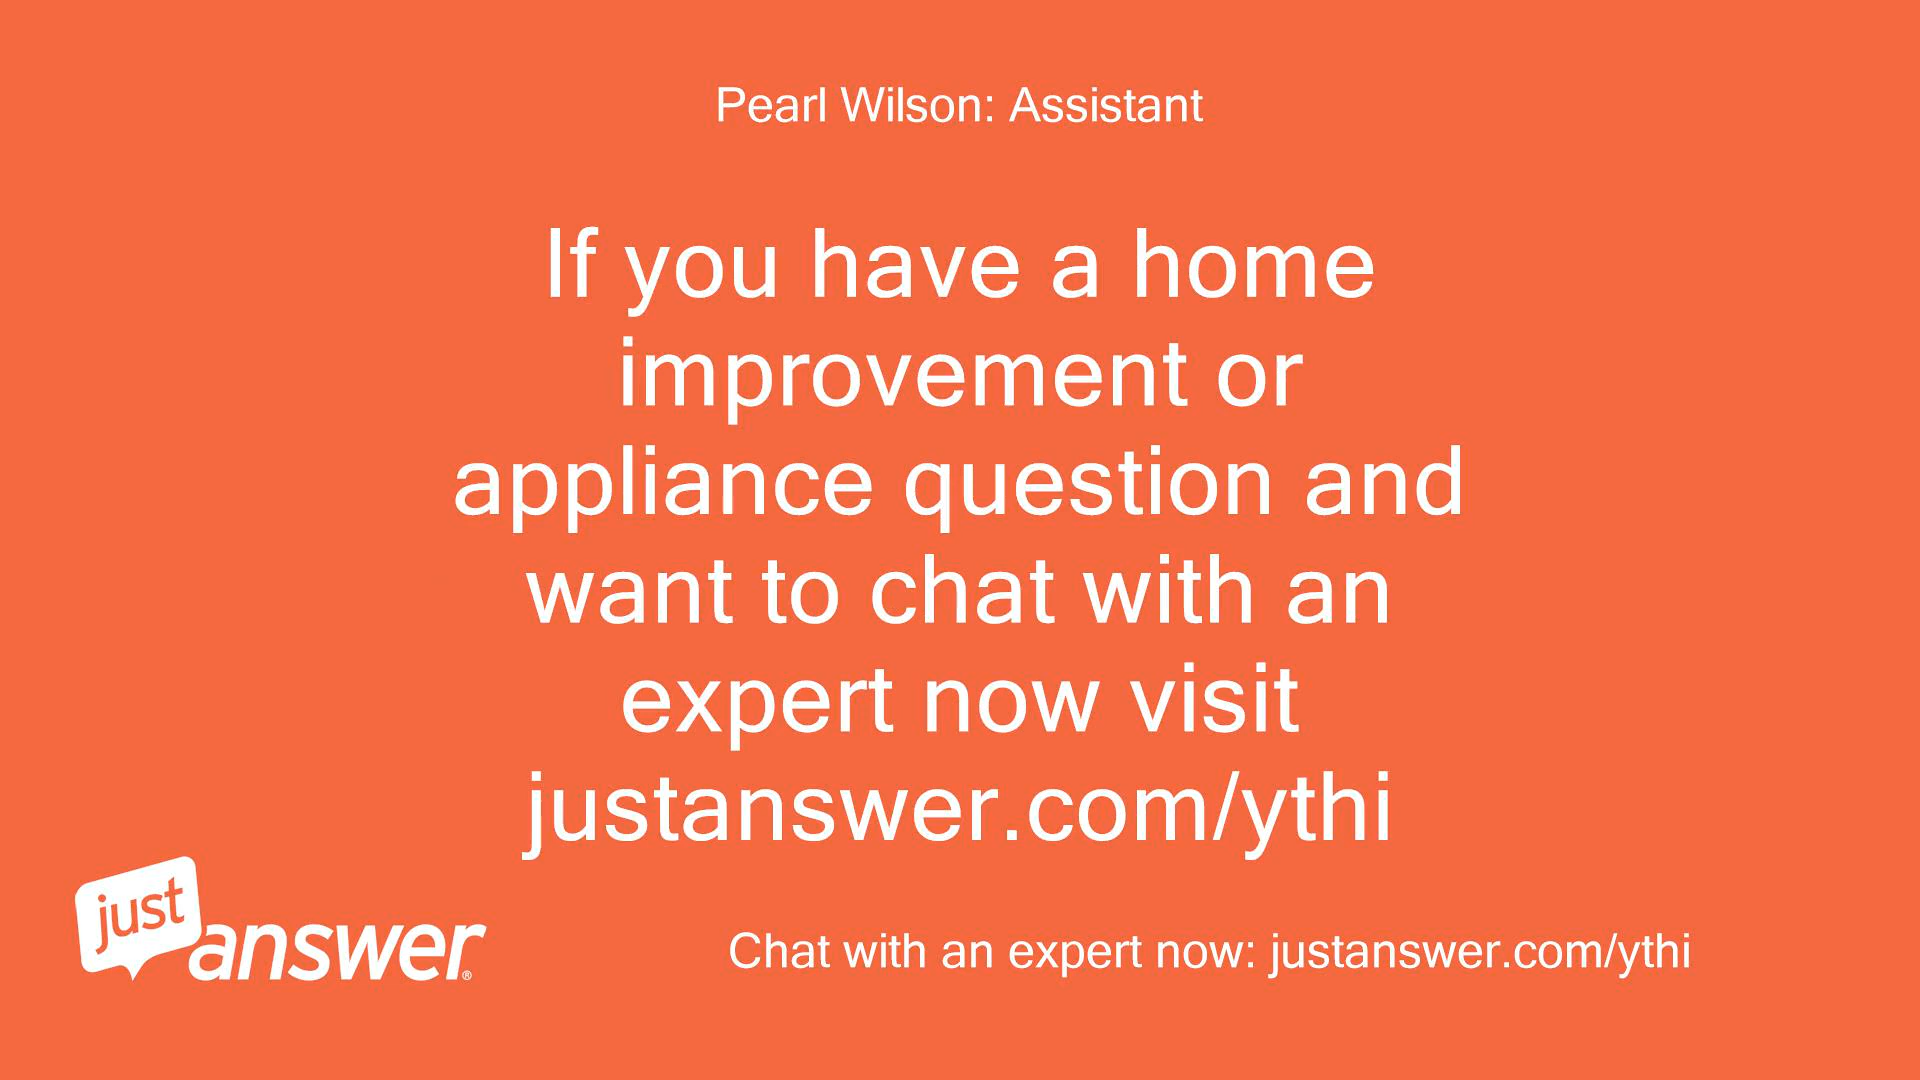 Pearl Wilson: Assistant
If you have a home
improvement or
appliance question and
want to chat with an
expert now visit
justanswer.com/ythi
just
answer®
Chat with an expert now: justanswer.com/ythi